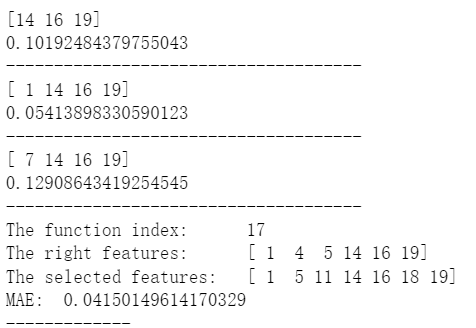 [14 16 19]
0.10192484379755043
-------------------------------------
[ 1 14 16 19]
0.05413898330590123
-------------------------------------
[ 7 14 16 19]
0.12908643419254545
-------------------------------------
The function index:      17
The right features:      [ 1  4  5 14 16 19]
The selected features:   [ 1  5 11 14 16 18 19]
MAE:  0.04150149614170329
-------------